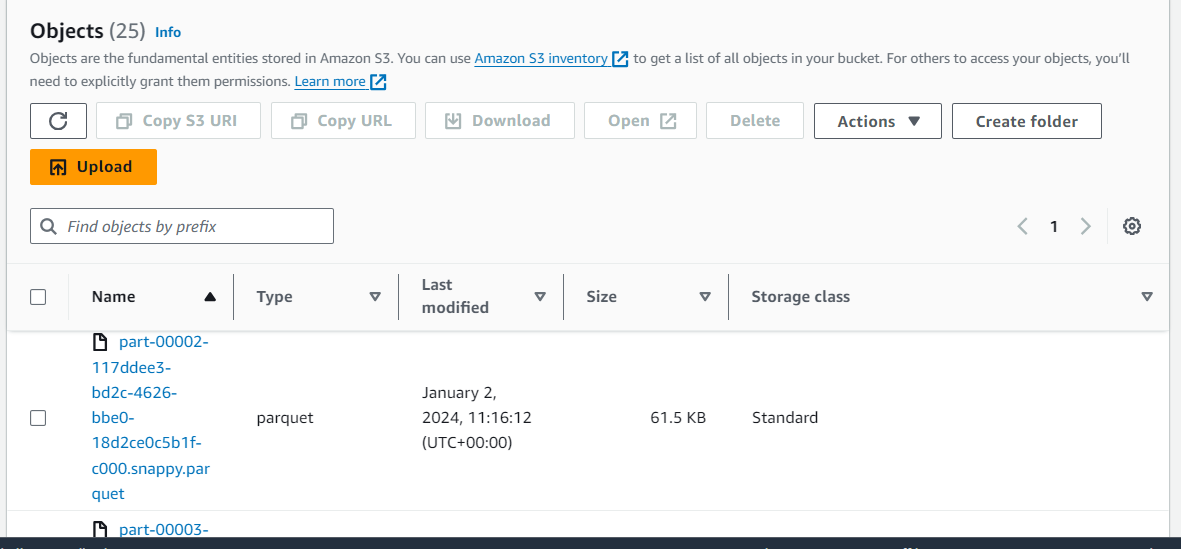 Objects (25) Info
Objects are the fundamental entities stored in Amazon S3. You can use Amazon S3 inventory to get a list of all objects in your bucket. For others to access your objects, you'll
need to explicitly grant them permissions. Learn more
Copy S3 URI Copy URL Download Open Delete Actions Create folder
Upload
Find objects by prefix 1
Name Type Last modified Size Storage class
part-00002-
117ddee3-
bd2c-4626-
bbe0-
18d2ce0c5b1f-
c000.snappy.par
quet
parquet
January 2,
2024, 11:16:12
(UTC+00:00)
61.5 KB
Standard
part-00003-